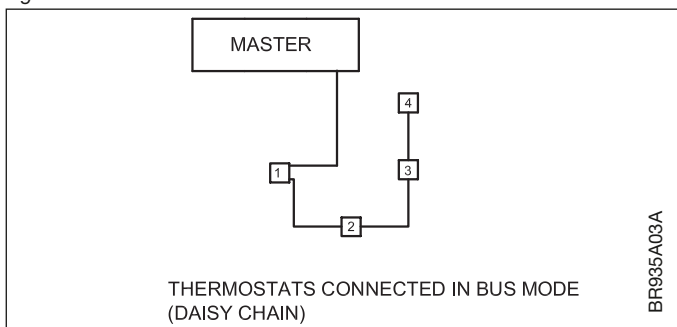 MASTER
4
1
3
2
THERMOSTATS CONNECTED IN BUS MODE
(DAISY CHAIN)
BR935A03A